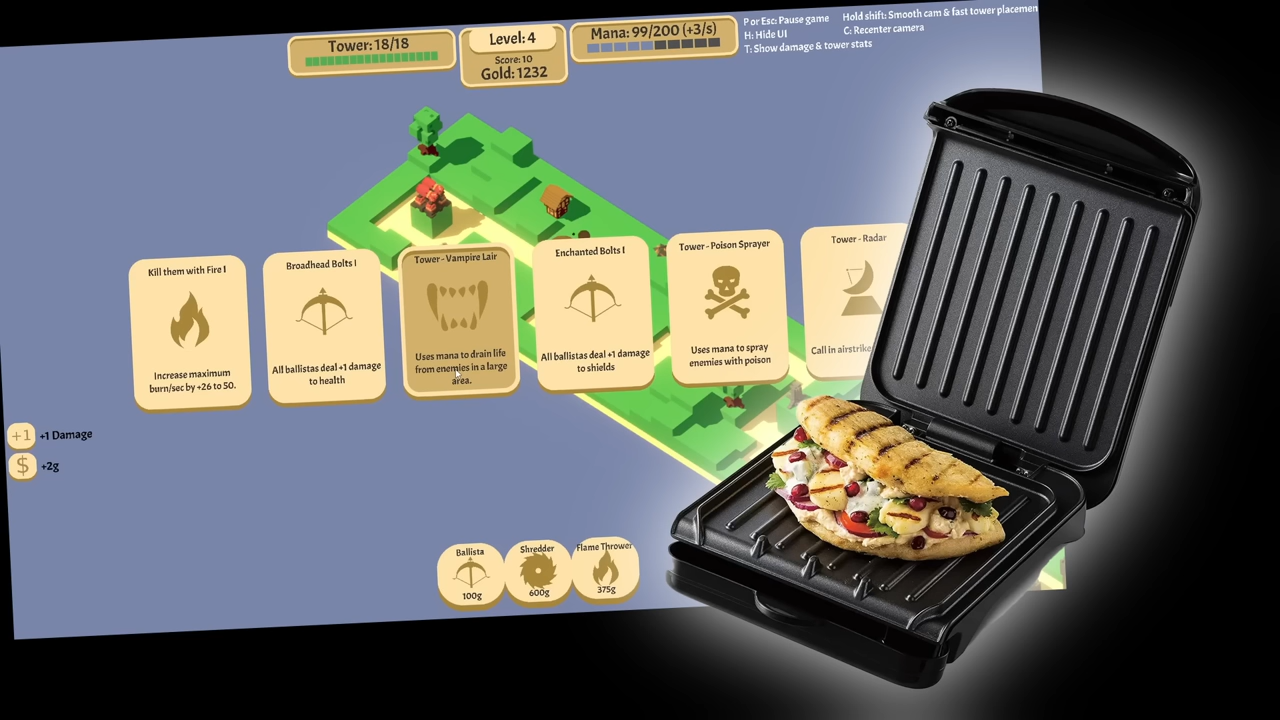 Tower: 18/18
Level: 4
Score: 10
Gold: 1232
Mana: 99/200 (+3/s)
P or Esc: Pause game
H: Hide UI
T: Show damage & tower stats
Hold shift: Smooth cam & fast tower placemen
C: Recenter camera
Kill them with Fire I
Increase maximum
burn/sec by +26 to 50.
Broadhead Bolts I
All ballistas deal +1 damage
to health
Tower - Vampire Lair
Uses mana to drain life
from enemies in a large
area.
Enchanted Bolts I
All ballistas deal +1 damage
to shields
Tower - Poison Sprayer
Uses mana to spray
enemies with poison
Tower - Radar
Call in airstrike
+1 +1 Damage
$ +2g
Ballista
100g
Shredder
600g
Flame Thrower
375g